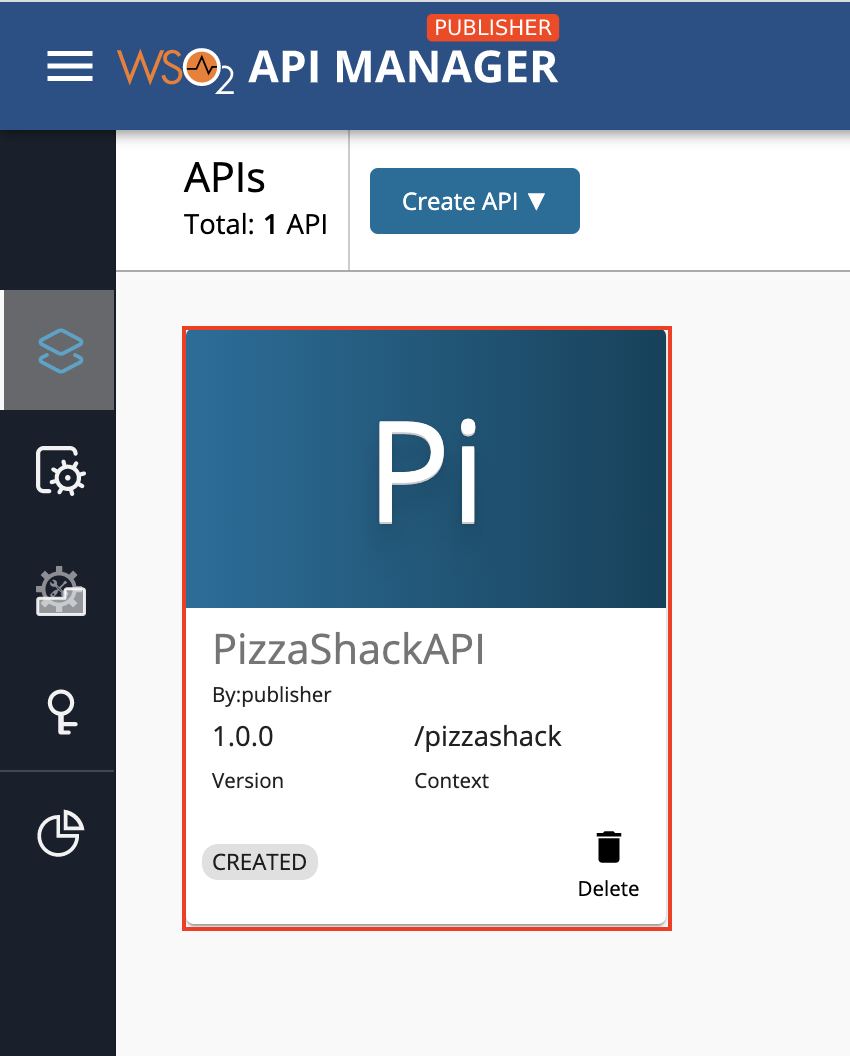 PUBLISHER
WSO2 API MANAGER
APIs
Total: 1 API
Create API ▼
Pi
PizzaShackAPI
By:publisher
1.0.0 /pizzashack
Version Context
CREATED
Delete